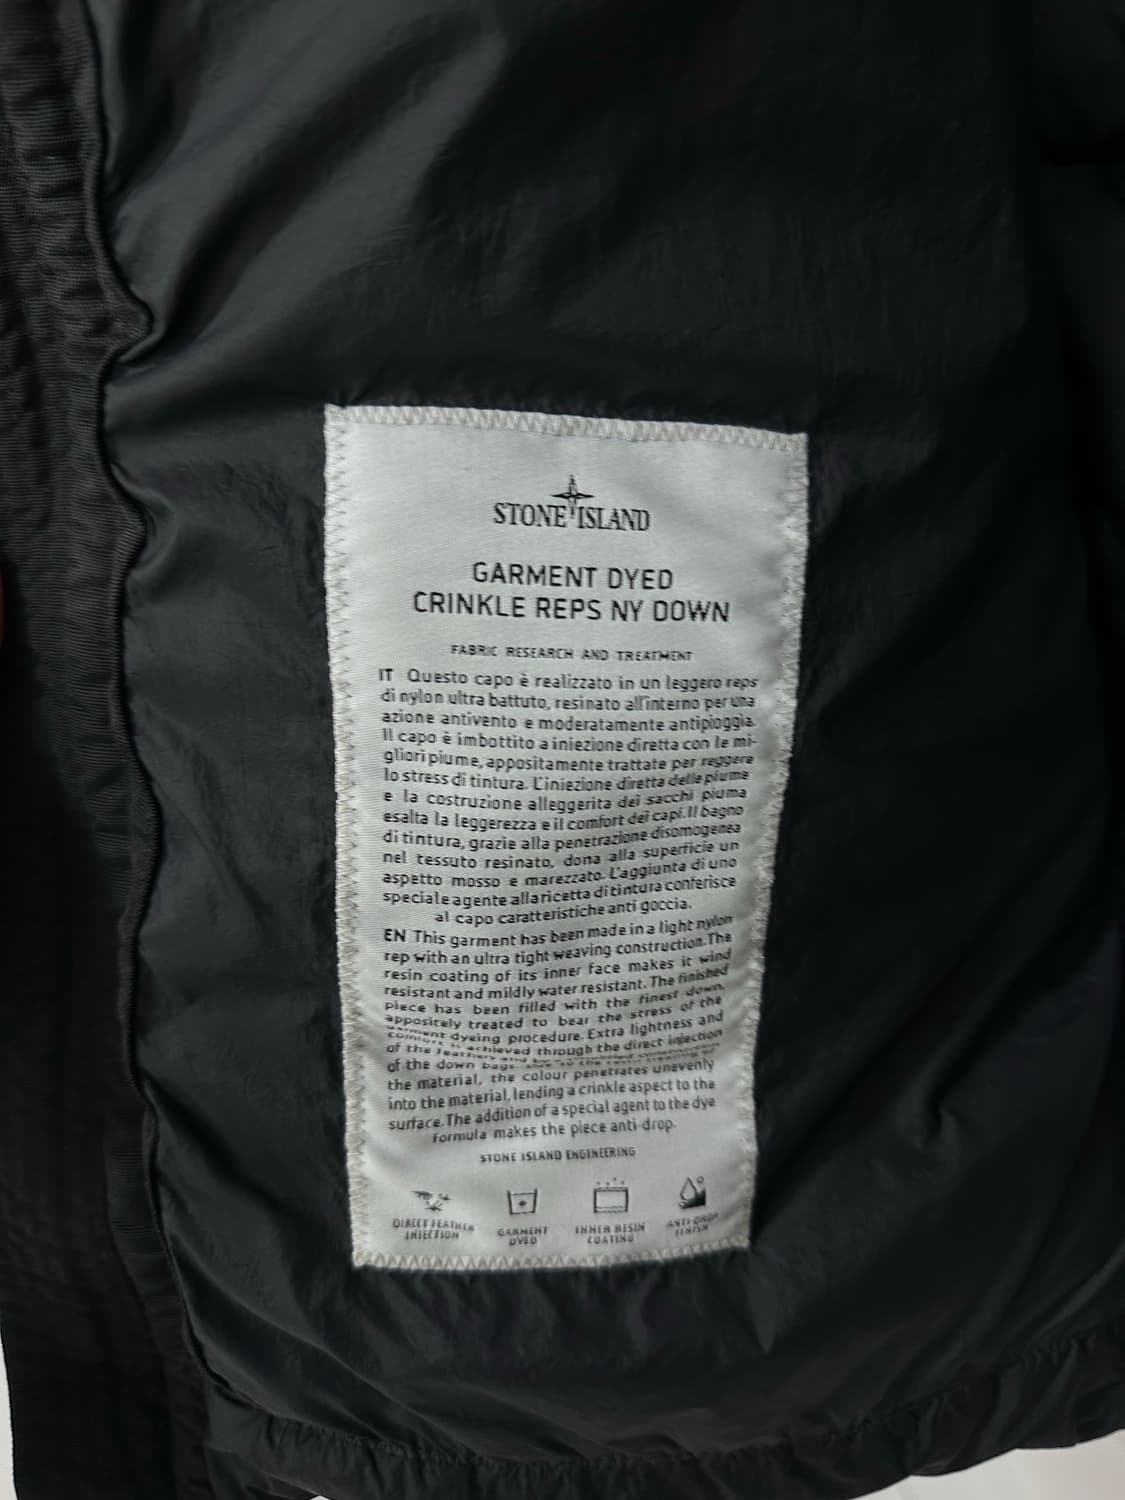 STONE ISLAND
GARMENT DYED
CRINKLE REPS NY DOWN
FABRIC RESEARCH AND TREATMENT
IT Questo capo è realizzato in un leggero reps
di nylon ultra battuto, resinato all'interno per una
azione antivento e moderatamente antipioggia.
Il capo è imbottito a iniezione diretta con le mi-
gliori piume, appositamente trattate per reggere
lo stress di tintura. L'iniezione diretta delle piume
e la costruzione alleggerita dei sacchi piuma
esalta la leggerezza e il comfort dei capi. Il bagno
di tintura, grazie alla penetrazione disomogenea
nel tessuto resinato, dona alla superficie un
aspetto mosso e marezzato. L'aggiunta di uno
speciale agente alla ricetta di tintura conferisce
al capo caratteristiche anti goccia.
EN This garment has been made in a light nylon
rep with an ultra tight weaving construction. The
resin coating of its inner face makes it wind
resistant and mildly water resistant. The finished
piece has been filled with the finest down,
appositely treated to bear the stress of the
garment dyeing procedure. Extra lightness and
comfort is achieved through the direct injection
of the feathers and by
of the down bags. Due to the resin treating of
the material, the colour penetrates unevenly
into the material, lending a crinkle aspect to the
surface. The addition of a special agent to the dye
formula makes the piece anti-drop.
STONE ISLAND ENGINEERING
DIRECT FEATHER INJECTION
GARMENT DYED
INNER RESIN COATING
ANTI DROP FINISH